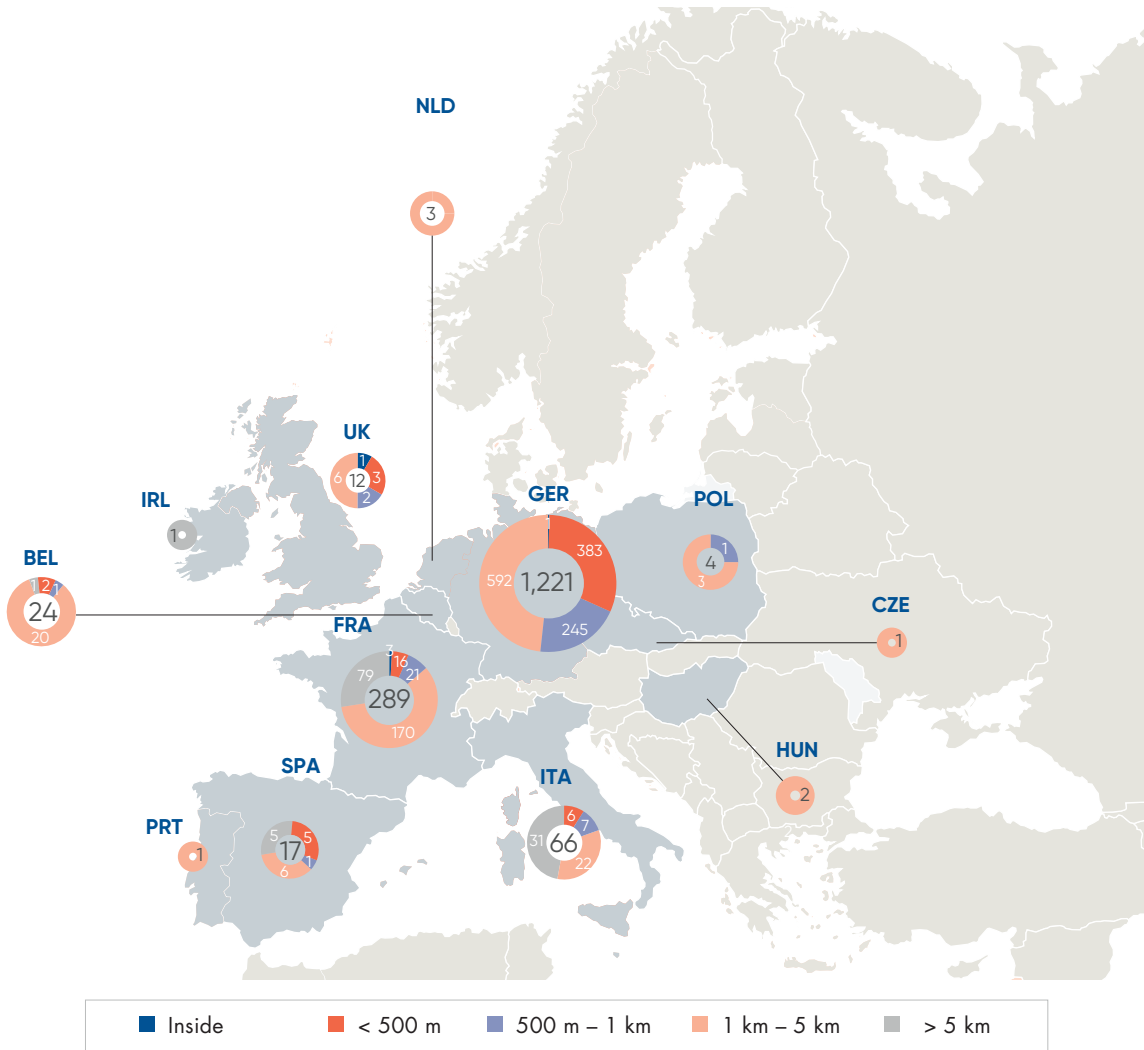 NLD
3
UK
1
6
12
3
2
IRL
1
GER
1
383
592
1,221
245
POL
1
4
3
BEL
1
2
1
24
20
CZE
1
FRA
3
16
79
21
289
170
HUN
2
SPA
5
5
17
1
6
ITA
6
7
31
66
22
PRT
1
Inside
< 500 m
500 m – 1 km
1 km – 5 km
> 5 km